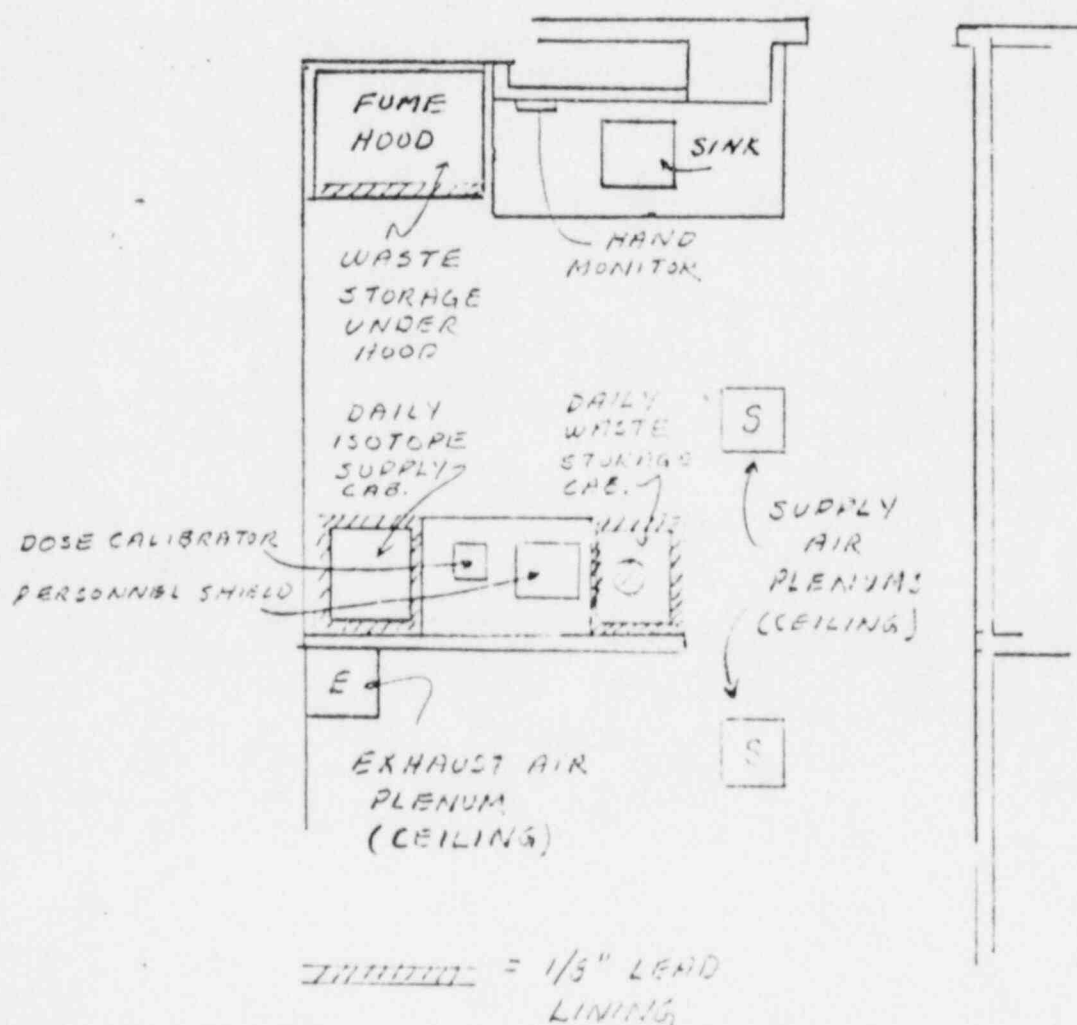 FUME
HOOD
SINK
HAND
MONITOR
WASTE
STORAGE
UNDER
HOOD
DAILY
ISOTOPE
SUPPLY
CAB.
DAILY
WASTE
STORAGE
CAB.
S
SUPPLY
AIR
PLENUMS
(CEILING)
DOSE CALIBRATOR
PERSONNEL SHIELD
E
S
EXHAUST AIR
PLENUM
(CEILING)
= 1/8" LEAD
LINING